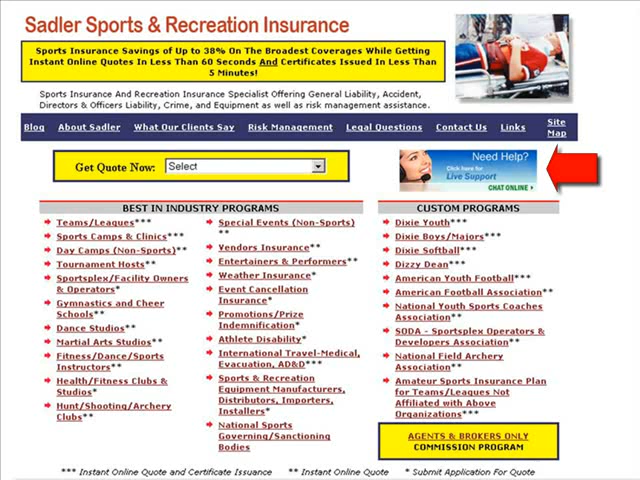 Sadler Sports & Recreation Insurance
Sports Insurance Savings of Up to 38% On The Broadest Coverages While Getting
Instant Online Quotes In Less Than 60 Seconds And Certificates Issued In Less Than
5 Minutes!
Sports Insurance And Recreation Insurance Specialist Offering General Liability, Accident,
Directors & Officers Liability, Crime, and Equipment as well as risk management assistance.
Blog About Sadler What Our Clients Say Risk Management Legal Questions Contact Us Links Site
Map
Get Quote Now: Select
Need Help?
Click here for
Live Support
CHAT ONLINE
BEST IN INDUSTRY PROGRAMS
Teams/Leagues***
Sports Camps & Clinics***
Day Camps (Non-Sports)**
Tournament Hosts**
Sportsplex/Facility Owners
& Operators*
Gymnastics and Cheer
Schools**
Dance Studios**
Martial Arts Studios**
Fitness/Dance/Sports
Instructors**
Health/Fitness Clubs &
Studios*
Hunt/Shooting/Archery
Clubs**
Special Events (Non-Sports)
**
Vendors Insurance**
Entertainers & Performers**
Weather Insurance*
Event Cancellation
Insurance*
Promotions/Prize
Indemnification*
Athlete Disability*
International Travel-Medical,
Evacuation, AD&D***
Sports & Recreation
Equipment Manufacturers,
Distributors, Importers,
Installers*
National Sports
Governing/Sanctioning
Bodies
CUSTOM PROGRAMS
Dixie Youth***
Dixie Boys/Majors***
Dixie Softball***
Dizzy Dean***
American Youth Football***
American Football Association**
National Youth Sports Coaches
Association**
SODA - Sportsplex Operators &
Developers Association**
National Field Archery
Association**
Amateur Sports Insurance Plan
for Teams/Leagues Not
Affiliated with Above
Organizations***
AGENTS & BROKERS ONLY
COMMISSION PROGRAM
*** Instant Online Quote and Certificate Issuance ** Instant Online Quote * Submit Application For Quote